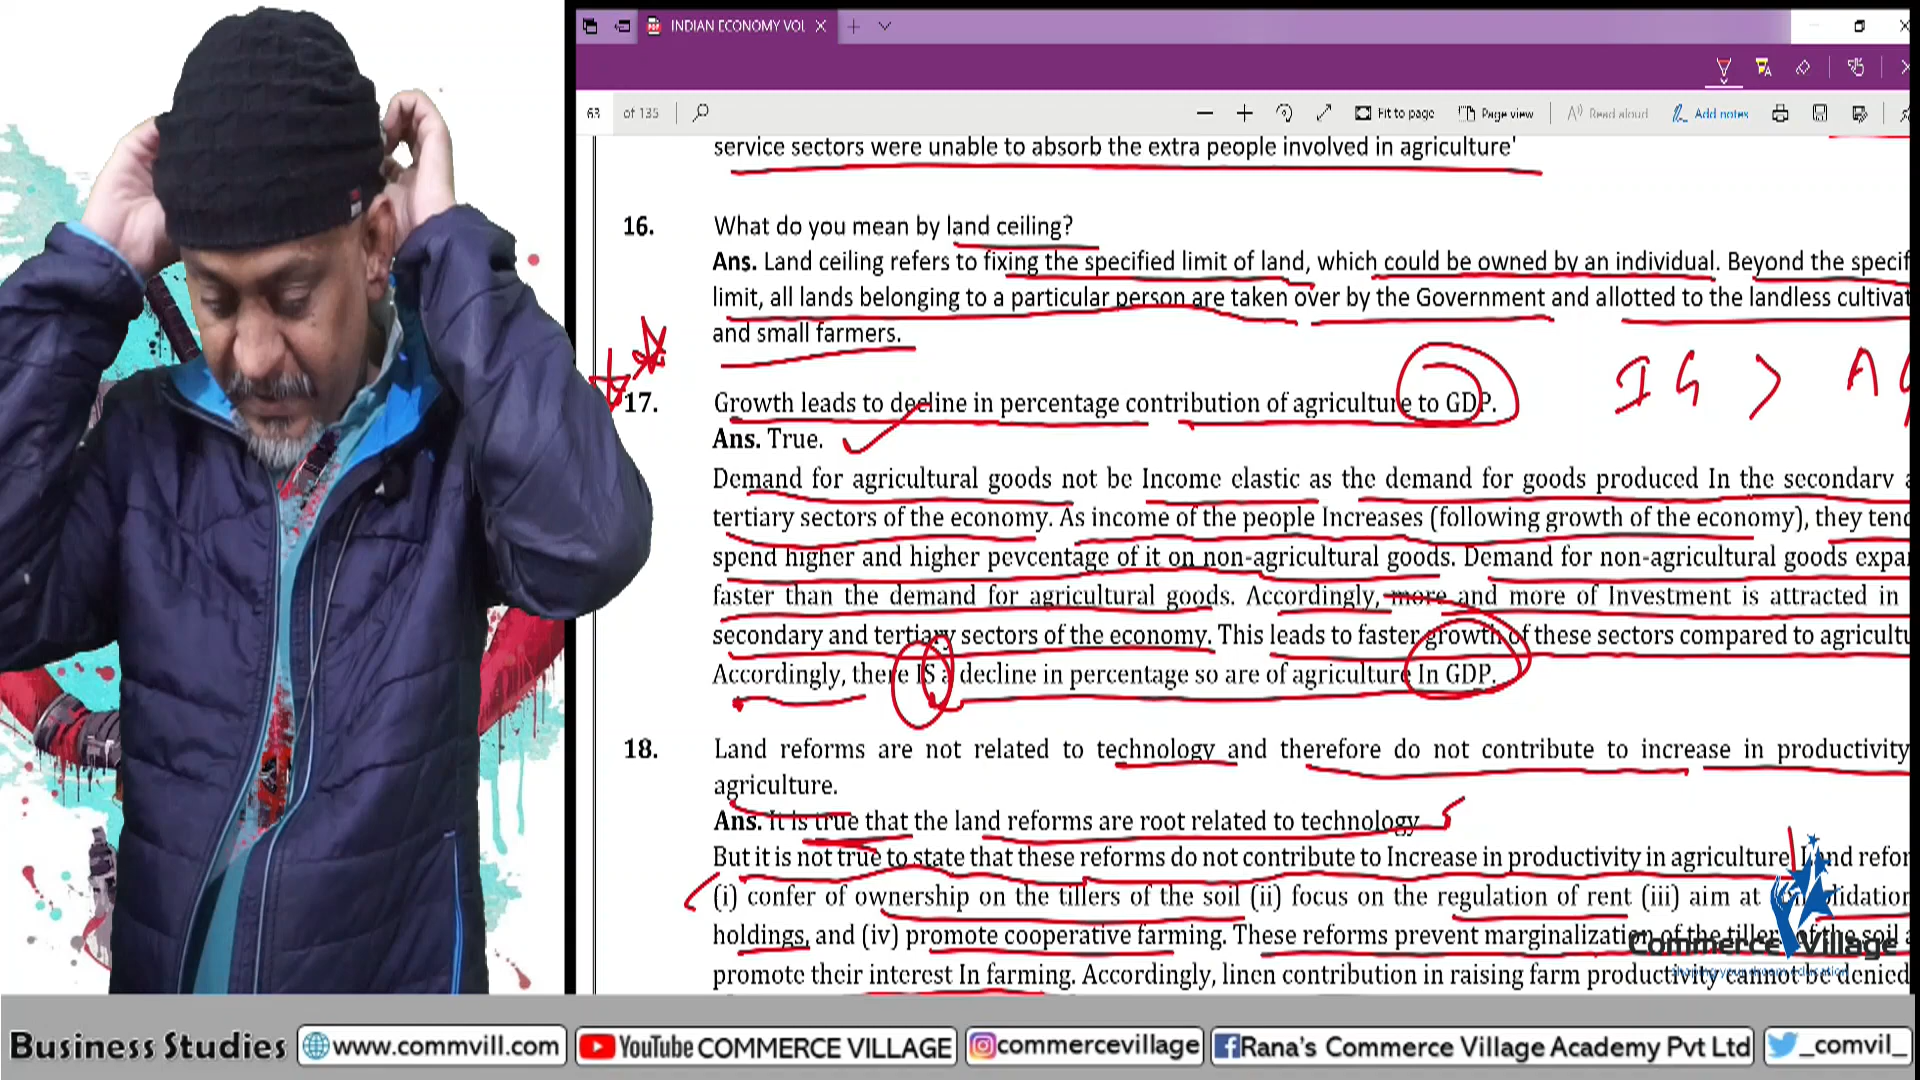 INDIAN ECONOMY VOL
63 of 135 Fit to page Page view Read aloud Add notes
service sectors were unable to absorb the extra people involved in agriculture'
16. What do you mean by land ceiling?
Ans. Land ceiling refers to fixing the specified limit of land, which could be owned by an individual. Beyond the specif
limit, all lands belonging to a particular person are taken over by the Government and allotted to the landless cultivat
and small farmers.
IG > AG
17. Growth leads to decline in percentage contribution of agriculture to GDP.
Ans. True.
Demand for agricultural goods not be Income elastic as the demand for goods produced In the secondary a
tertiary sectors of the economy. As income of the people Increases (following growth of the economy), they tend
spend higher and higher pevcentage of it on non-agricultural goods. Demand for non-agricultural goods expa
faster than the demand for agricultural goods. Accordingly, more and more of Investment is attracted in
secondary and tertiary sectors of the economy. This leads to faster growth of these sectors compared to agricultu
Accordingly, there IS a decline in percentage so are of agriculture In GDP.
18. Land reforms are not related to technology and therefore do not contribute to increase in productivity
agriculture.
Ans. It is true that the land reforms are root related to technology
But it is not true to state that these reforms do not contribute to Increase in productivity in agriculture. Land refor
(i) confer of ownership on the tillers of the soil (ii) focus on the regulation of rent (iii) aim at consolidation
holdings, and (iv) promote cooperative farming. These reforms prevent marginalization of the tiller of the soil a
promote their interest In farming. Accordingly, linen contribution in raising farm productivity cannot be denied
Commerce Village
Business Studies www.commvill.com YouTube COMMERCE VILLAGE commercevillage Rana's Commerce Village Academy Pvt Ltd _comvil_